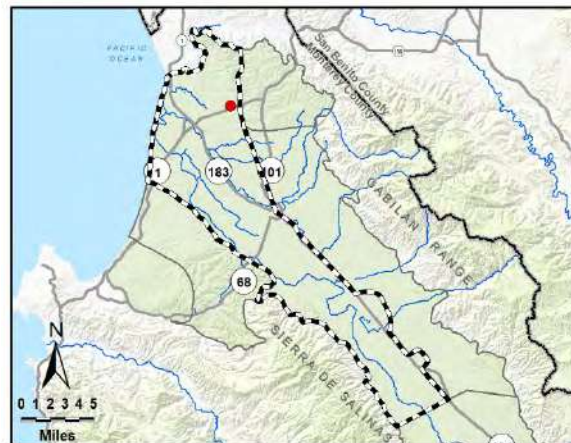 1
PACIFIC
OCEAN
San Benito County
Monterey County
1
183
101
GABILAN RANGE
68
SIERRA DE SALINAS
N
0 1 2 3 4 5
Miles